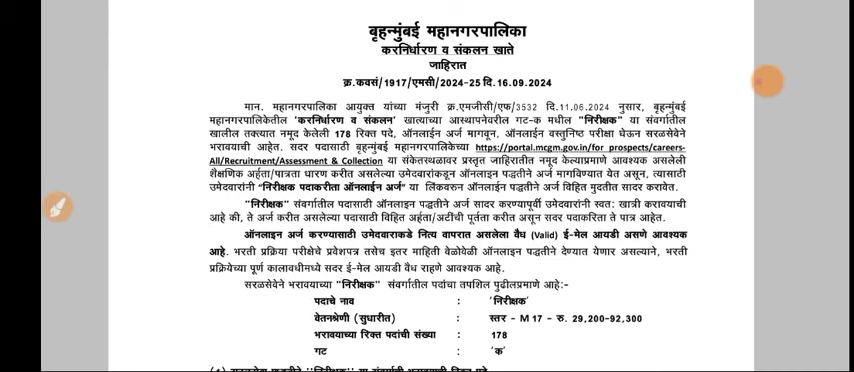 बृहन्मुंबई महानगरपालिका
करनिर्धारण व संकलन खाते
जाहिरात
क्र.कवसं/1917/एमसी/2024-25 दि.16.09.2024
मान. महानगरपालिका आयुक्त यांच्या मंजुरी क्र.एमजीसी/एफ/3532 दि.11.06.2024 नुसार, बृहन्मुंबई
महानगरपालिकेतील 'करनिर्धारण व संकलन' खात्याच्या आस्थापनेवरील गट-क मधील "निरीक्षक" या संवर्गातील
खालील तक्त्यात नमूद केलेली 178 रिक्त पदे, ऑनलाईन अर्ज मागवून, ऑनलाईन वस्तुनिष्ठ परीक्षा घेऊन सरळसेवेने
भरावयाची आहेत. सदर पदासाठी बृहन्मुंबई महानगरपालिकेच्या https://portal.mcgm.gov.in/for_prospects/careers-
All/Recruitment/Assessment & Collection या संकेतस्थळावर प्रस्तृत जाहिरातीत नमूद केल्याप्रमाणे आवश्यक असलेली
शैक्षणिक अर्हता/पात्रता धारण करीत असलेल्या उमेदवारांकडून ऑनलाईन पद्धतीने अर्ज मागविण्यात येत असून, त्यासाठी
उमेदवारांनी "निरीक्षक पदाकरीता ऑनलाईन अर्ज" या लिंकवरुन ऑनलाईन पद्धतीने अर्ज विहित मुदतीत सादर करावेत.
"निरीक्षक" संवर्गातील पदासाठी ऑनलाईन पद्धतीने अर्ज सादर करण्यापूर्वी उमेदवारांनी स्वत: खात्री करावयाची
आहे की, ते अर्ज करीत असलेल्या पदासाठी विहित अर्हता/अटींची पूर्तता करीत असून सदर पदाकरिता ते पात्र आहेत.
ऑनलाईन अर्ज करण्यासाठी उमेदवाराकडे नित्य वापरात असलेला वैध (Valid) ई-मेल आयडी असणे आवश्यक
आहे. भरती प्रक्रिया परीक्षेचे प्रवेशपत्र तसेच इतर माहिती वेळोवेळी ऑनलाईन पद्धतीने देण्यात येणार असल्याने, भरती
प्रक्रियेच्या पूर्ण कालावधीमध्ये सदर ई-मेल आयडी वैध राहणे आवश्यक आहे.
सरळसेवेने भरावयाच्या "निरीक्षक" संवर्गातील पदांचा तपशिल पुढीलप्रमाणे आहे:-
पदाचे नाव : 'निरीक्षक'
वेतनश्रेणी (सुधारीत) : स्तर - M 17 - रु. 29,200-92,300
भरावयाच्या रिक्त पदांची संख्या : 178
गट : 'क'